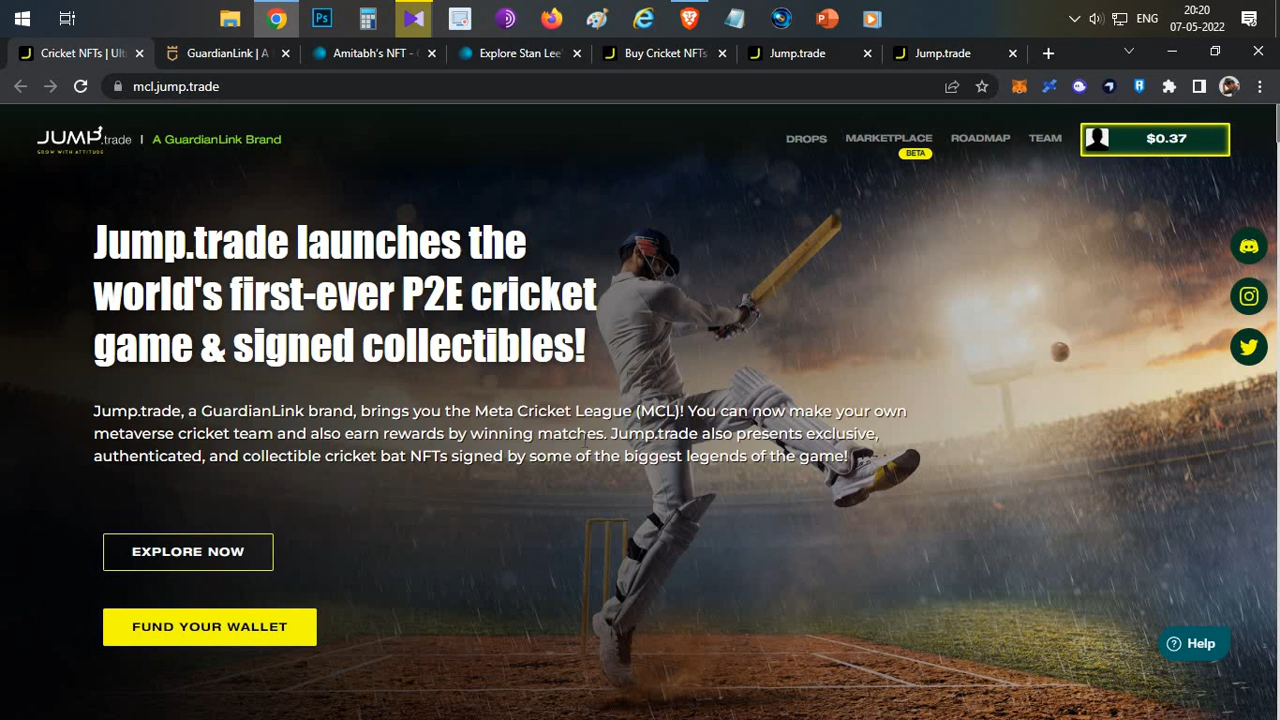 20:20
ENG
07-05-2022
Cricket NFTs | Ult
GuardianLink | A
Amitabh's NFT -
Explore Stan Lee'
Buy Cricket NFTs
Jump.trade
Jump.trade
mcl.jump.trade
JUMP.trade | A GuardianLink Brand
GROW WITH ATTITUDE
DROPS
MARKETPLACE
BETA
ROADMAP
TEAM
$0.37
Jump.trade launches the
world's first-ever P2E cricket
game & signed collectibles!
Jump.trade, a GuardianLink brand, brings you the Meta Cricket League (MCL)! You can now make your own
metaverse cricket team and also earn rewards by winning matches. Jump.trade also presents exclusive,
authenticated, and collectible cricket bat NFTs signed by some of the biggest legends of the game!
EXPLORE NOW
FUND YOUR WALLET
Help